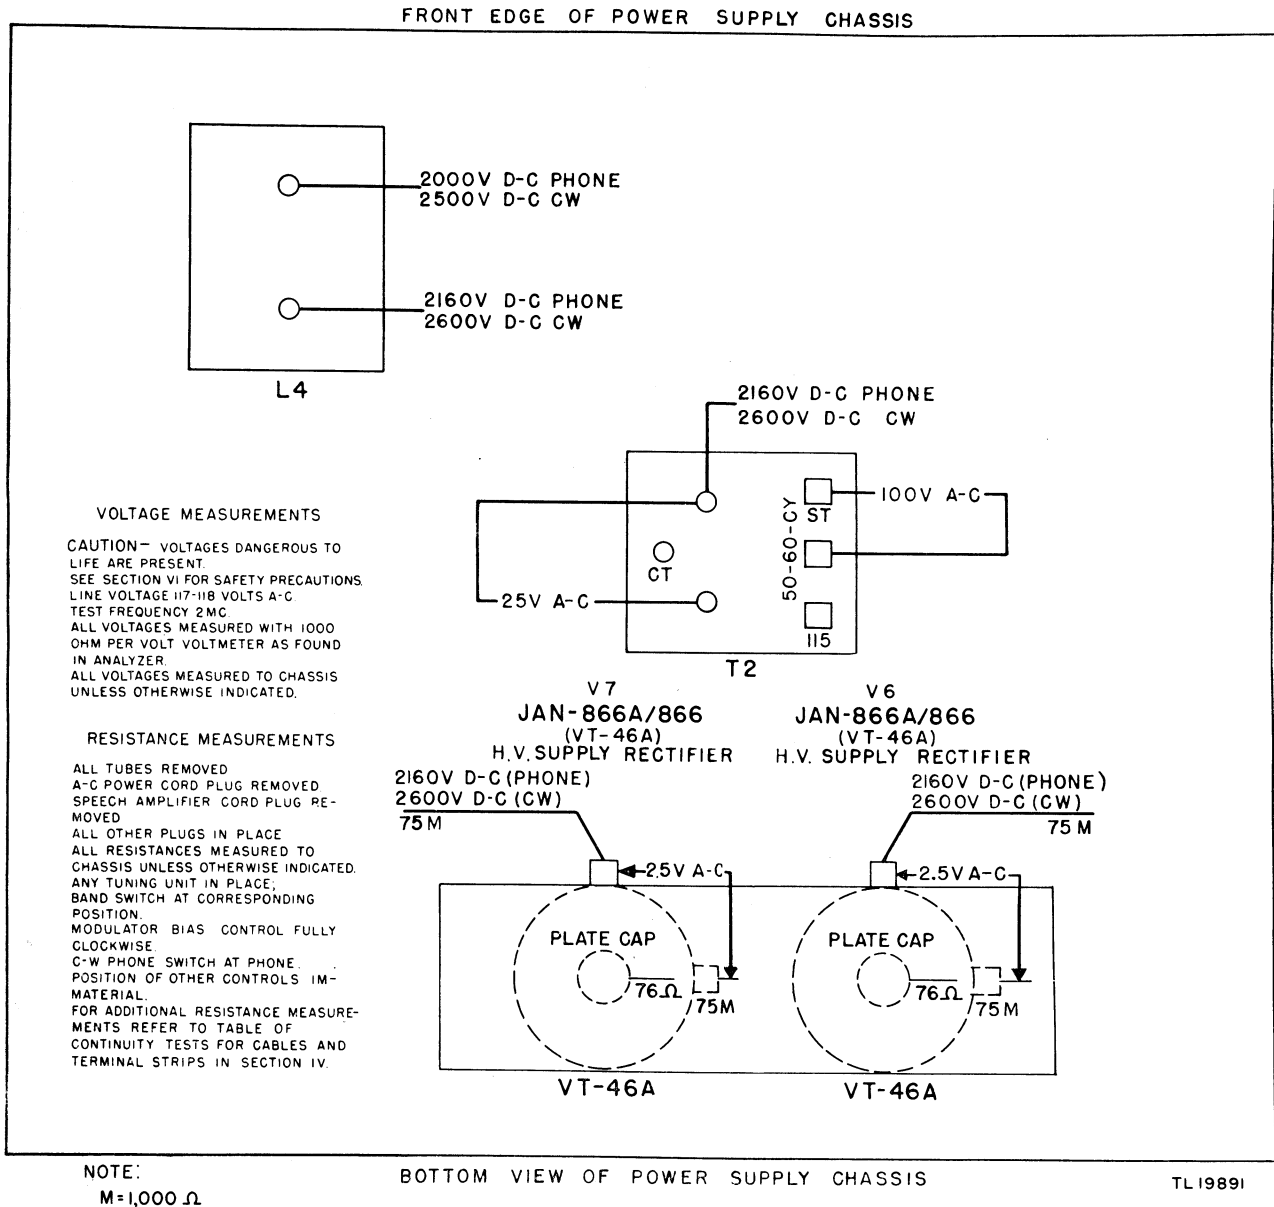 FRONT EDGE OF POWER SUPPLY CHASSIS
2000V D-C PHONE
2500V D-C CW
2160V D-C PHONE
2600V D-C CW
L4
2160V D-C PHONE
2600V D-C CW
100V A-C
ST
50-60-CY
CT
25V A-C
115
T2
VOLTAGE MEASUREMENTS
CAUTION- VOLTAGES DANGEROUS TO
LIFE ARE PRESENT.
SEE SECTION VI FOR SAFETY PRECAUTIONS.
LINE VOLTAGE 117-118 VOLTS A-C.
TEST FREQUENCY 2MC
ALL VOLTAGES MEASURED WITH 1000
OHM PER VOLT VOLTMETER AS FOUND
IN ANALYZER.
ALL VOLTAGES MEASURED TO CHASSIS
UNLESS OTHERWISE INDICATED.
RESISTANCE MEASUREMENTS
ALL TUBES REMOVED
A-C POWER CORD PLUG REMOVED
SPEECH AMPLIFIER CORD PLUG RE-
MOVED
ALL OTHER PLUGS IN PLACE
ALL RESISTANCES MEASURED TO
CHASSIS UNLESS OTHERWISE INDICATED.
ANY TUNING UNIT IN PLACE;
BAND SWITCH AT CORRESPONDING
POSITION.
MODULATOR BIAS CONTROL FULLY
CLOCKWISE.
C-W PHONE SWITCH AT PHONE.
POSITION OF OTHER CONTROLS IM-
MATERIAL.
FOR ADDITIONAL RESISTANCE MEASURE-
MENTS REFER TO TABLE OF
CONTINUITY TESTS FOR CABLES AND
TERMINAL STRIPS IN SECTION IV.
V7
JAN-866A/866
(VT-46A)
H.V. SUPPLY RECTIFIER
2160V D-C (PHONE)
2600V D-C (CW)
75M
2.5V A-C
PLATE CAP
76Ω
75M
VT-46A
V6
JAN-866A/866
(VT-46A)
H.V. SUPPLY RECTIFIER
2160V D-C (PHONE)
2600V D-C (CW)
75M
2.5V A-C
PLATE CAP
76Ω
75M
VT-46A
NOTE:
M=1,000 Ω
BOTTOM VIEW OF POWER SUPPLY CHASSIS
TL19891